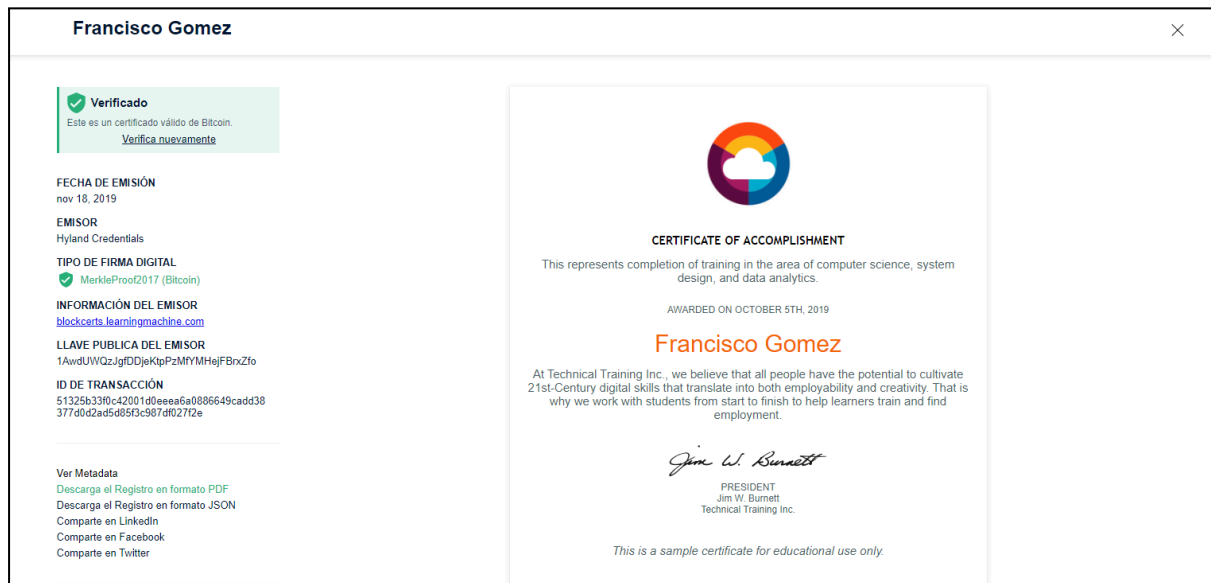 Francisco Gomez
Verificado
Este es un certificado válido de Bitcoin.
Verifica nuevamente
FECHA DE EMISIÓN
nov 18, 2019
EMISOR
Hyland Credentials
TIPO DE FIRMA DIGITAL
MerkleProof2017 (Bitcoin)
INFORMACIÓN DEL EMISOR
blockcerts.learningmachine.com
LLAVE PUBLICA DEL EMISOR
1AwdUWQzJgfDDjeKtpPzMfYMHejFBrxZfo
ID DE TRANSACCIÓN
51325b33f0c42001d0eeea6a0886649cadd38
377d0d2ad5d85f3c987df027f2e
Ver Metadata
Descarga el Registro en formato PDF
Descarga el Registro en formato JSON
Comparte en LinkedIn
Comparte en Facebook
Comparte en Twitter
CERTIFICATE OF ACCOMPLISHMENT
This represents completion of training in the area of computer science, system
design, and data analytics.
AWARDED ON OCTOBER 5TH, 2019
Francisco Gomez
At Technical Training Inc., we believe that all people have the potential to cultivate
21st-Century digital skills that translate into both employability and creativity. That is
why we work with students from start to finish to help learners train and find
employment.
Jim W. Burnett
PRESIDENT
Jim W. Burnett
Technical Training Inc.
This is a sample certificate for educational use only.